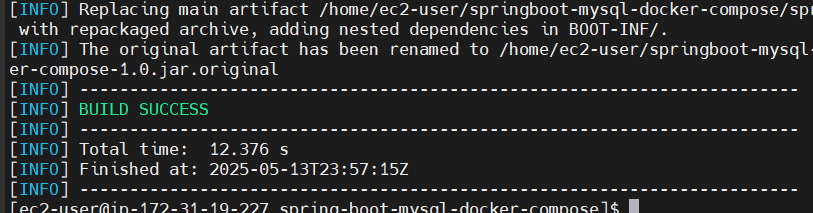 [INFO] Replacing main artifact /home/ec2-user/springboot-mysql-docker-compose/spr
 with repackaged archive, adding nested dependencies in BOOT-INF/.
[INFO] The original artifact has been renamed to /home/ec2-user/springboot-mysql-
er-compose-1.0.jar.original
[INFO] ------------------------------------------------------------------------
[INFO] BUILD SUCCESS
[INFO] ------------------------------------------------------------------------
[INFO] Total time:  12.376 s
[INFO] Finished at: 2025-05-13T23:57:15Z
[INFO] ------------------------------------------------------------------------
[ec2-user@ip-172-31-19-227 spring-boot-mysql-docker-compose]$